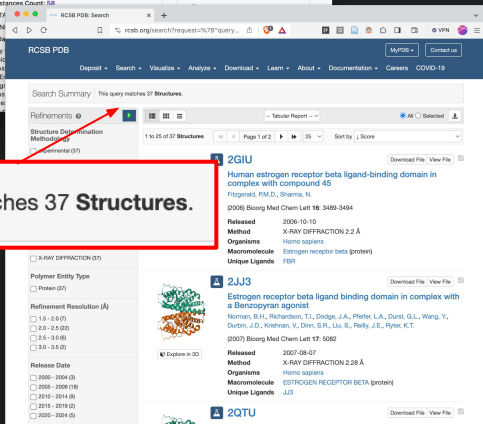 stances Count: 58
RCSB PDB: Search
rcsb.org/search?request=%7B"query...
VPN
RCSB PDB
MyPDB
Contact us
Deposit Search Visualize Analyze Download Learn About Documentation Careers COVID-19
Search Summary This query matches 37 Structures.
Refinements
-- Tabular Report --
All Selected
Structure Determination Methodology
1 to 25 of 37 Structures
Page 1 of 2
25
Sort by ↓ Score
experimental (37)
ches 37 Structures.
X-RAY DIFFRACTION (37)
Polymer Entity Type
Protein (37)
Refinement Resolution (Å)
1.5 - 2.0 (7)
2.0 - 2.5 (22)
2.5 - 3.0 (6)
3.0 - 3.5 (2)
Release Date
2000 - 2004 (3)
2005 - 2009 (18)
2010 - 2014 (9)
2015 - 2019 (2)
2020 - 2024 (5)
2GIU
Download File View File
Human estrogen receptor beta ligand-binding domain in
complex with compound 45
Fitzgerald, P.M.D., Sharma, N.
(2006) Bioorg Med Chem Lett 16: 3489-3494
Released 2006-10-10
Method X-RAY DIFFRACTION 2.2 Å
Organisms Homo sapiens
Macromolecule Estrogen receptor beta (protein)
Unique Ligands FBR
2JJ3
Download File View File
Estrogen receptor beta ligand binding domain in complex with
a Benzopyran agonist
Norman, B.H., Richardson, T.I., Dodge, J.A., Pfeifer, L.A., Durst, G.L., Wang, Y.,
Durbin, J.D., Krishnan, V., Dinn, S.R., Liu, S., Reilly, J.E., Ryter, K.T.
(2007) Bioorg Med Chem Lett 17: 5082
Explore in 3D
Released 2007-08-07
Method X-RAY DIFFRACTION 2.28 Å
Organisms Homo sapiens
Macromolecule ESTROGEN RECEPTOR BETA (protein)
Unique Ligands JJ3
2QTU
Download File View File